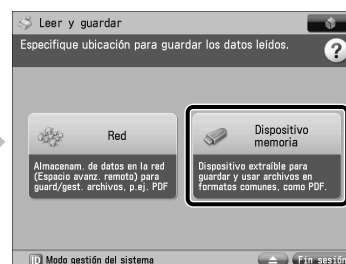 Leer y guardar
Especifique ubicación para guardar los datos leídos.
?
Red
Almacenam. de datos en la red
(Espacio avanz. remoto) para
guard/gest. archivos, p.ej. PDF
Dispositivo
memoria
Dispositivo extraíble para
guardar y usar archivos en
formatos comunes, como PDF.
ID Modo gestión del sistema
Fin sesión